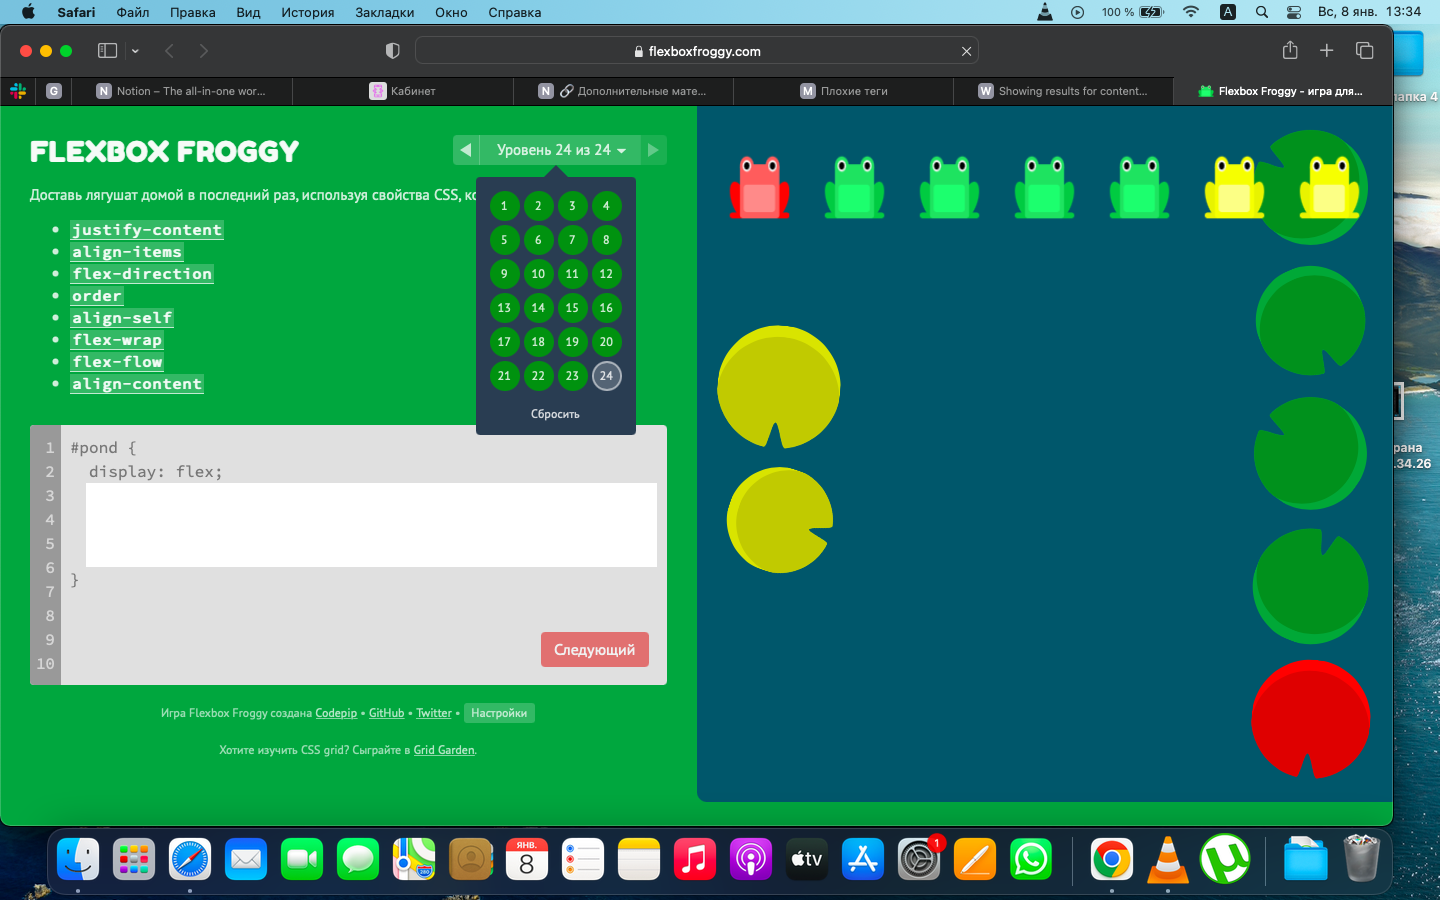 Safari Файл Правка Вид История Закладки Окно Справка 100 % A Вс, 8 янв. 13:34
flexboxfroggy.com
G N Notion – The all-in-one wor... Кабинет N Дополнительные мате... M Плохие теги W Showing results for content... Flexbox Froggy - игра для...
папка 4
FLEXBOX FROGGY
Уровень 24 из 24
Доставь лягушат домой в последний раз, используя свойства CSS, ко
1 2 3 4
5 6 7 8
9 10 11 12
13 14 15 16
17 18 19 20
21 22 23 24
Сбросить
justify-content
align-items
flex-direction
order
align-self
flex-wrap
flex-flow
align-content
1 #pond {
2 display: flex;
3
4
5
6
7 }
8
9
10
Следующий
Игра Flexbox Froggy создана Codepip • GitHub • Twitter • Настройки
Хотите изучить CSS grid? Сыграйте в Grid Garden.
рана
.34.26
ЯНВ.
8
280
tv
1